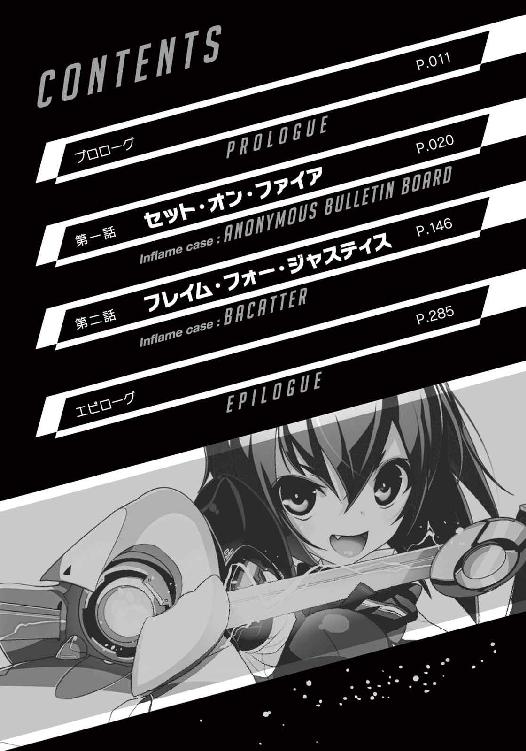 CONTENTS
プロローグ
PROLOGUE
P.011
第一話
セット・オン・ファイア
Inflame case : ANONYMOUS BULLETIN BOARD
P.020
第二話
フレイム・フォー・ジャスティス
Inflame case : BACATTER
P.146
エピローグ
EPILOGUE
P.285